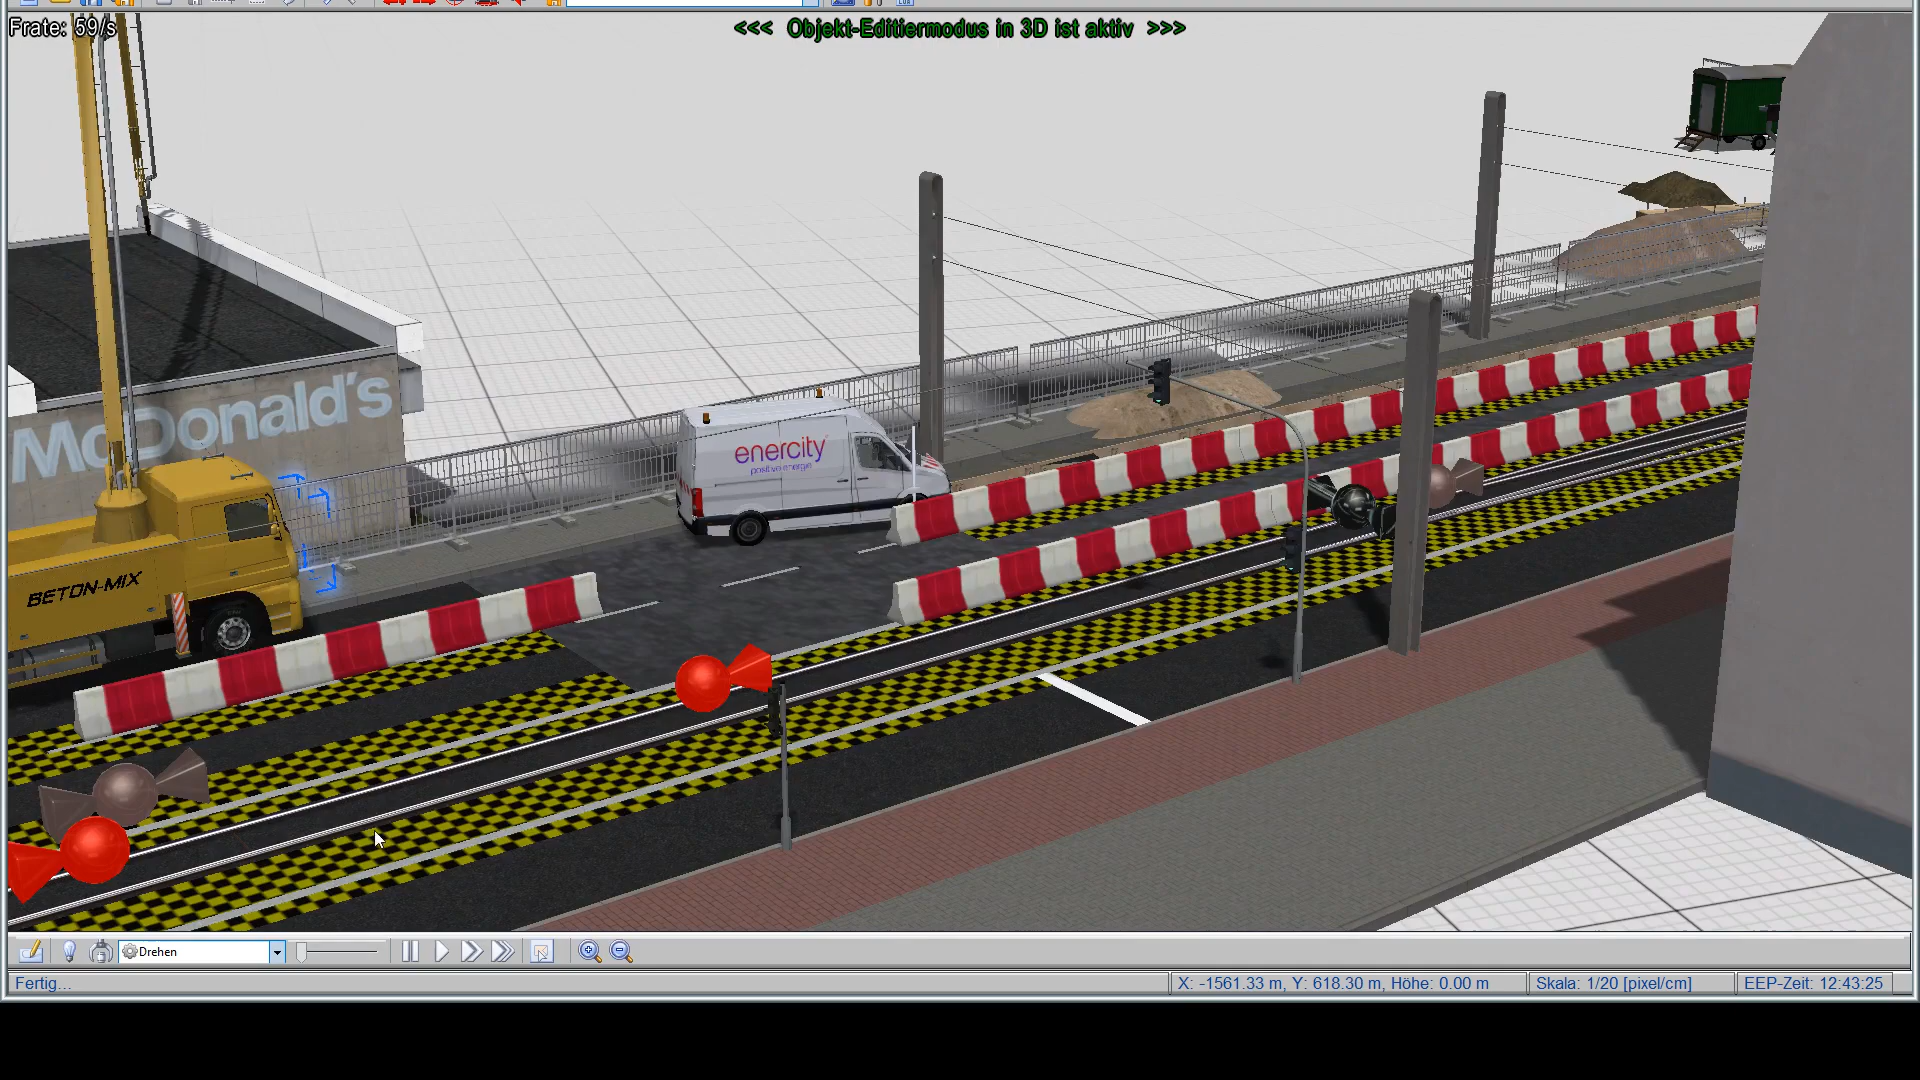 Frate: 59/s
<<< Objekt-Editiermodus in 3D ist aktiv >>>
McDonald's
enercity
positive energie
BETON-MIX
Drehen
Fertig...
X: -1561.33 m, Y: 618.30 m, Höhe: 0.00 m
Skala: 1/20 [pixel/cm]
EEP-Zeit: 12:43:25